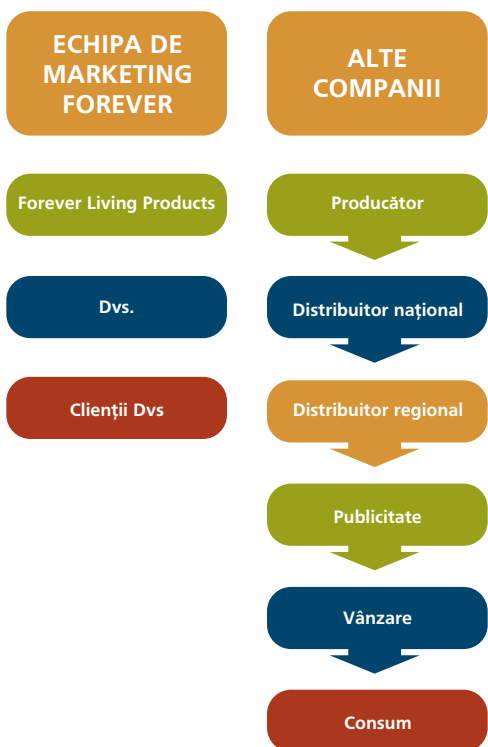 ECHIPA DE
MARKETING
FOREVER
Forever Living Products
Dvs.
Clienții Dvs
ALTE
COMPANII
Producător
Distribuitor național
Distribuitor regional
Publicitate
Vânzare
Consum